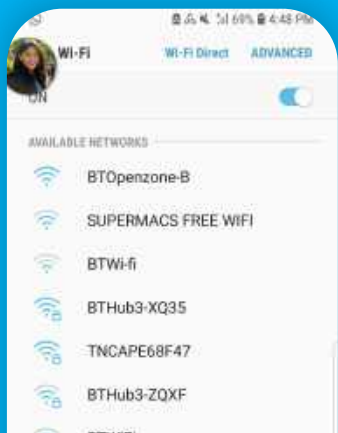 69% 4:48 PM
Wi-Fi Wi-Fi Direct ADVANCED
ON
AVAILABLE NETWORKS
BTOpenzone-B
SUPERMACS FREE WIFI
BTWi-fi
BTHub3-XQ35
TNCAPE68F47
BTHub3-ZQXF